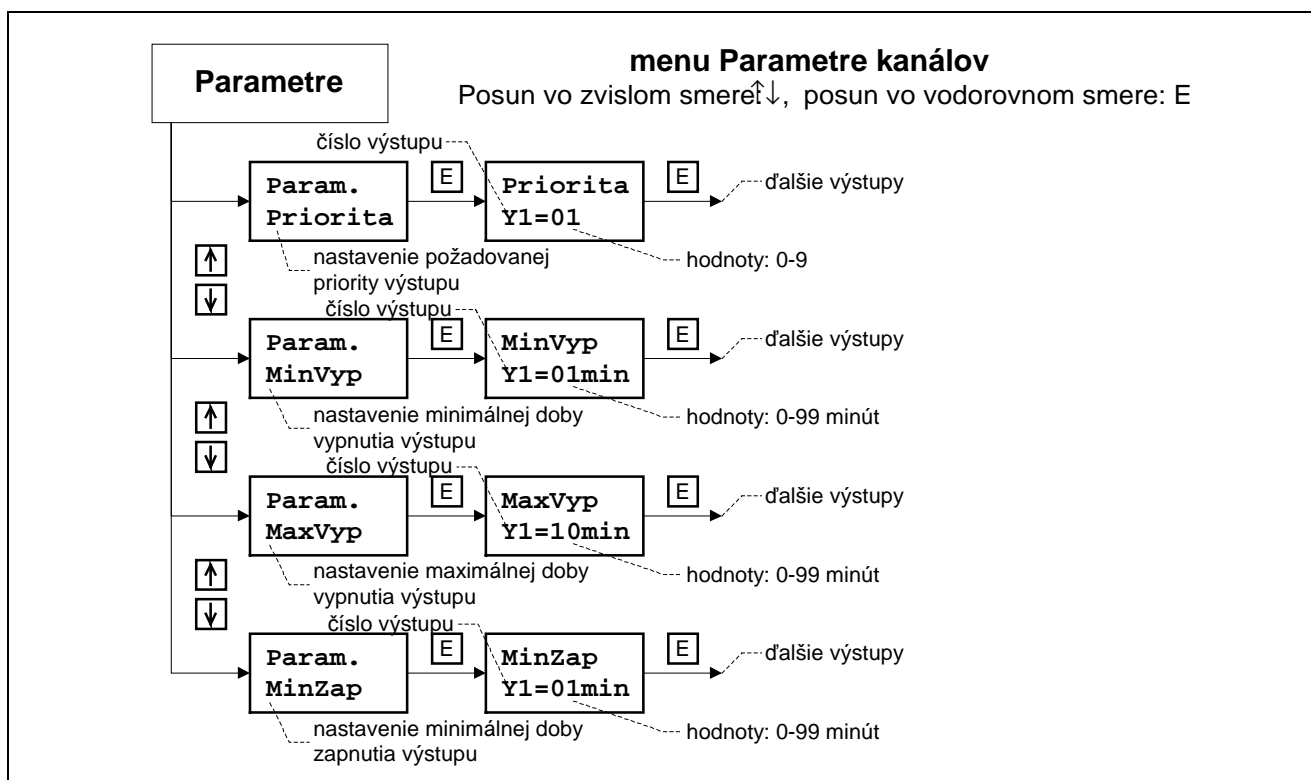 Parametre
menu Parametre kanálov
Posun vo zvislom smere:↑↓, posun vo vodorovnom smere: E
číslo výstupu
Param.
Priorita
E
Priorita
Y1=01
E
ďalšie výstupy
nastavenie požadovanej
priority výstupu
hodnoty: 0-9
↑
↓
číslo výstupu
Param.
MinVyp
E
MinVyp
Y1=01min
E
ďalšie výstupy
nastavenie minimálnej doby
vypnutia výstupu
hodnoty: 0-99 minút
↑
↓
číslo výstupu
Param.
MaxVyp
E
MaxVyp
Y1=10min
E
ďalšie výstupy
nastavenie maximálnej doby
vypnutia výstupu
hodnoty: 0-99 minút
↑
↓
číslo výstupu
Param.
MinZap
E
MinZap
Y1=01min
E
ďalšie výstupy
nastavenie minimálnej doby
zapnutia výstupu
hodnoty: 0-99 minút